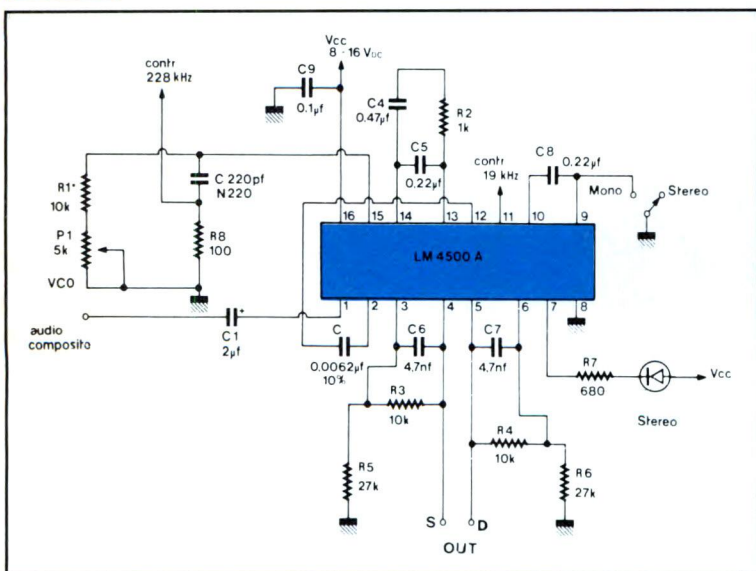 Vcc
8 - 16 VDC
contr
228 kHz
C9
0.1µf
C4
0.47µf
R2
1k
C5
0.22µf
contr
19 kHz
C8
0.22µf
Mono
Stereo
R1*
10k
C 220pf
N220
P1
5k
R8
100
VCO
16 15 14 13 12 11 10 9
LM 4500 A
1 2 3 4 5 6 7 8
audio
composito
C1
2µf
+
C
0.0062µf
10%
C6
4.7nf
C7
4.7nf
R3
10k
R4
10k
R7
680
Vcc
Stereo
R5
27k
R6
27k
S D
OUT